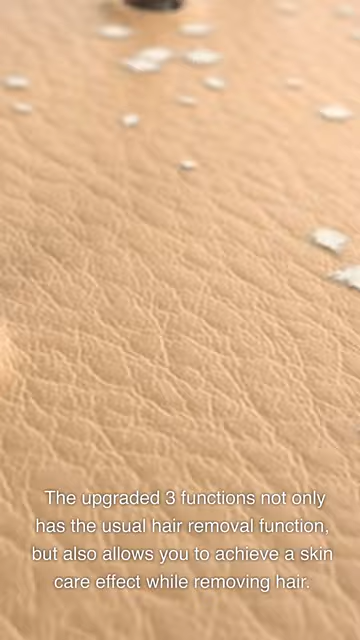 The upgraded 3 functions not only
has the usual hair removal function,
but also allows you to achieve a skin
care effect while removing hair.